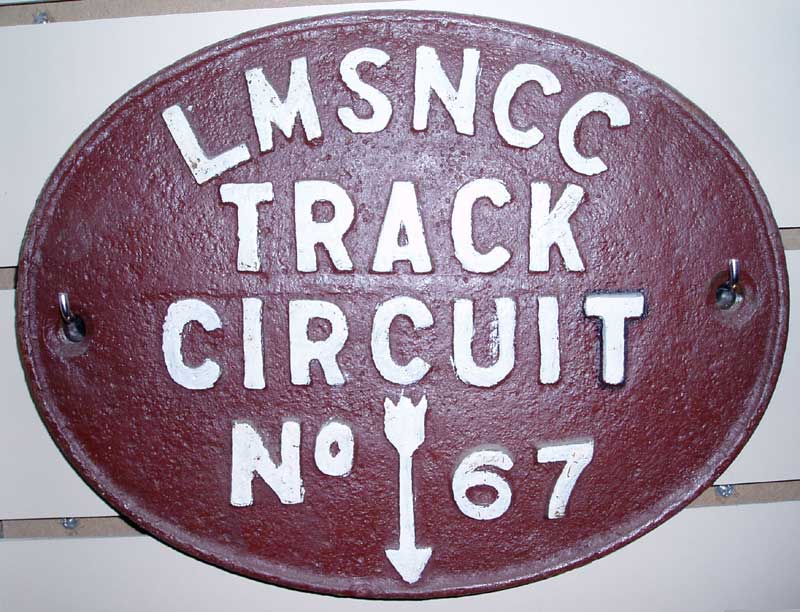 LMSNCC
TRACK
CIRCUIT
No 67